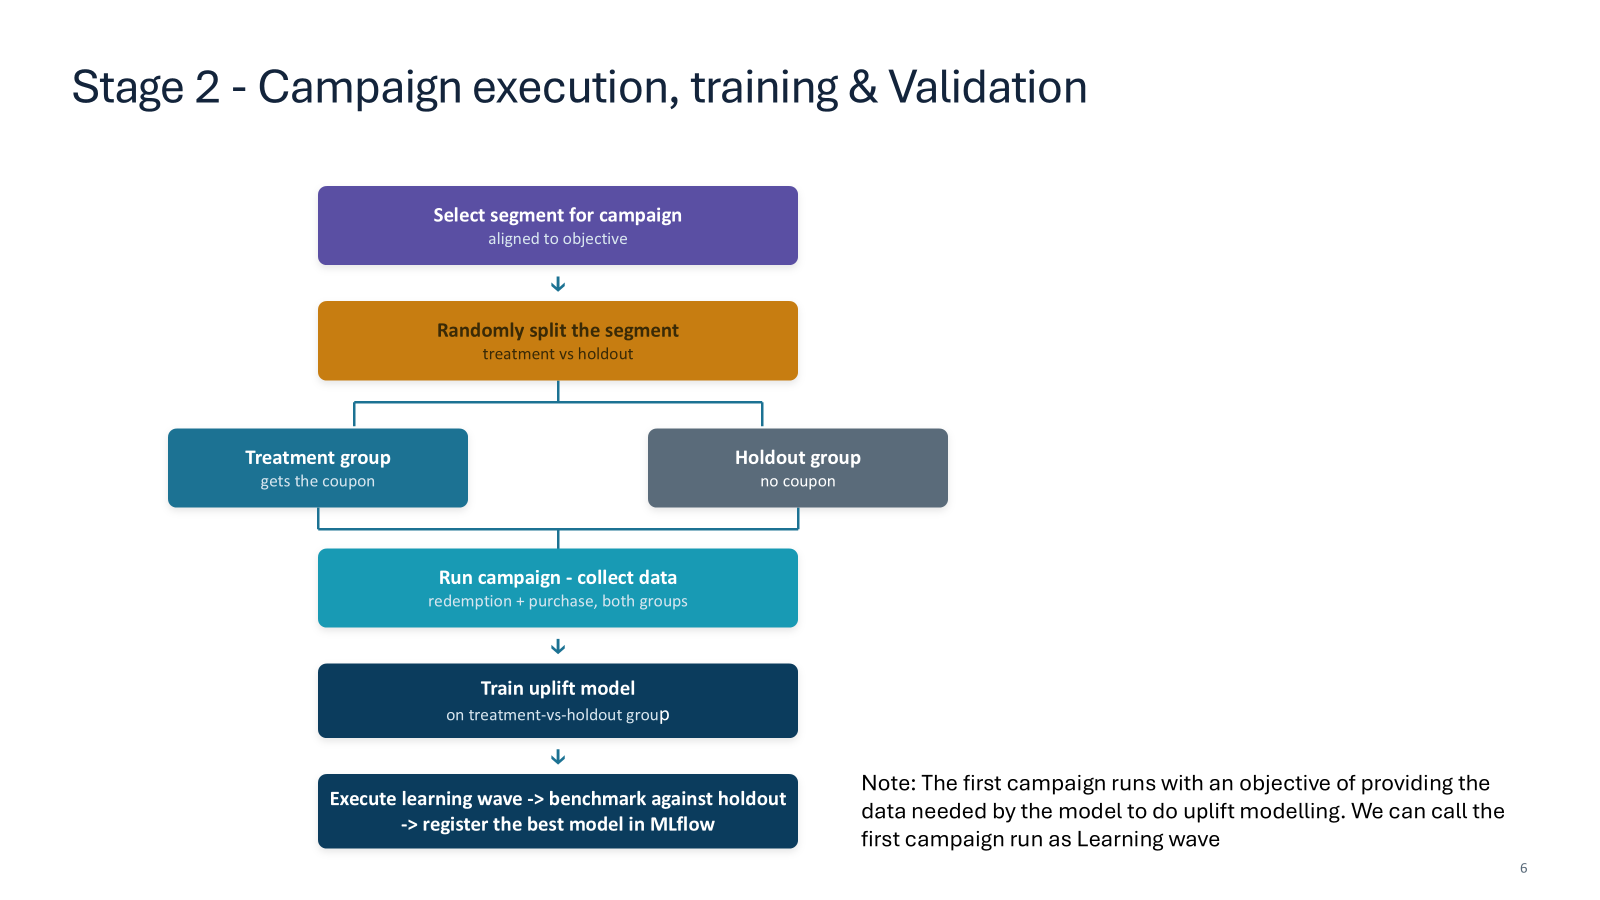 Stage 2 - Campaign execution, training & Validation
Select segment for campaign
aligned to objective
Randomly split the segment
treatment vs holdout
Treatment group
gets the coupon
Holdout group
no coupon
Run campaign - collect data
redemption + purchase, both groups
Train uplift model
on treatment-vs-holdout group
Execute learning wave -> benchmark against holdout
-> register the best model in MLflow
Note: The first campaign runs with an objective of providing the
data needed by the model to do uplift modelling. We can call the
first campaign run as Learning wave
6